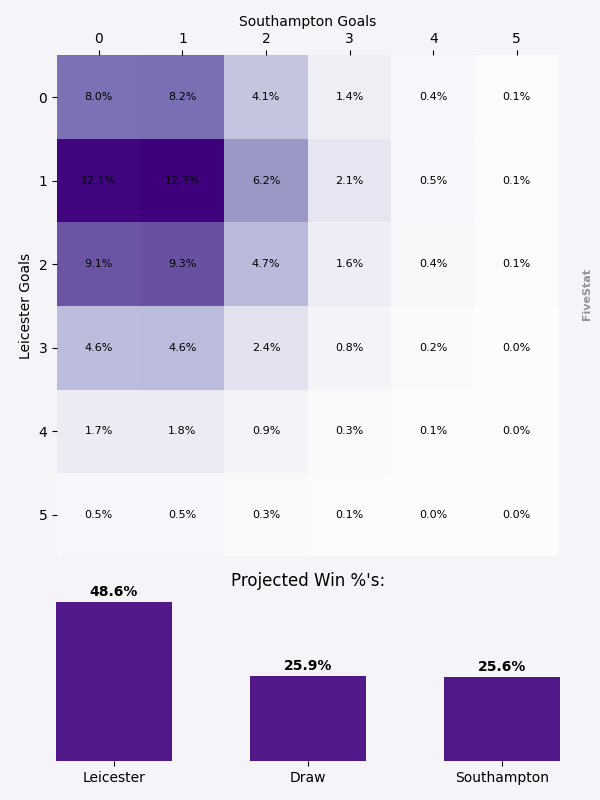 Southampton Goals
0 1 2 3 4 5
0 8.0% 8.2% 4.1% 1.4% 0.4% 0.1%
1 12.1% 12.3% 6.2% 2.1% 0.5% 0.1%
2 9.1% 9.3% 4.7% 1.6% 0.4% 0.1%
3 4.6% 4.6% 2.4% 0.8% 0.2% 0.0%
4 1.7% 1.8% 0.9% 0.3% 0.1% 0.0%
5 0.5% 0.5% 0.3% 0.1% 0.0% 0.0%
Leicester Goals
FiveStat
Projected Win %'s:
48.6% 25.9% 25.6%
Leicester Draw Southampton